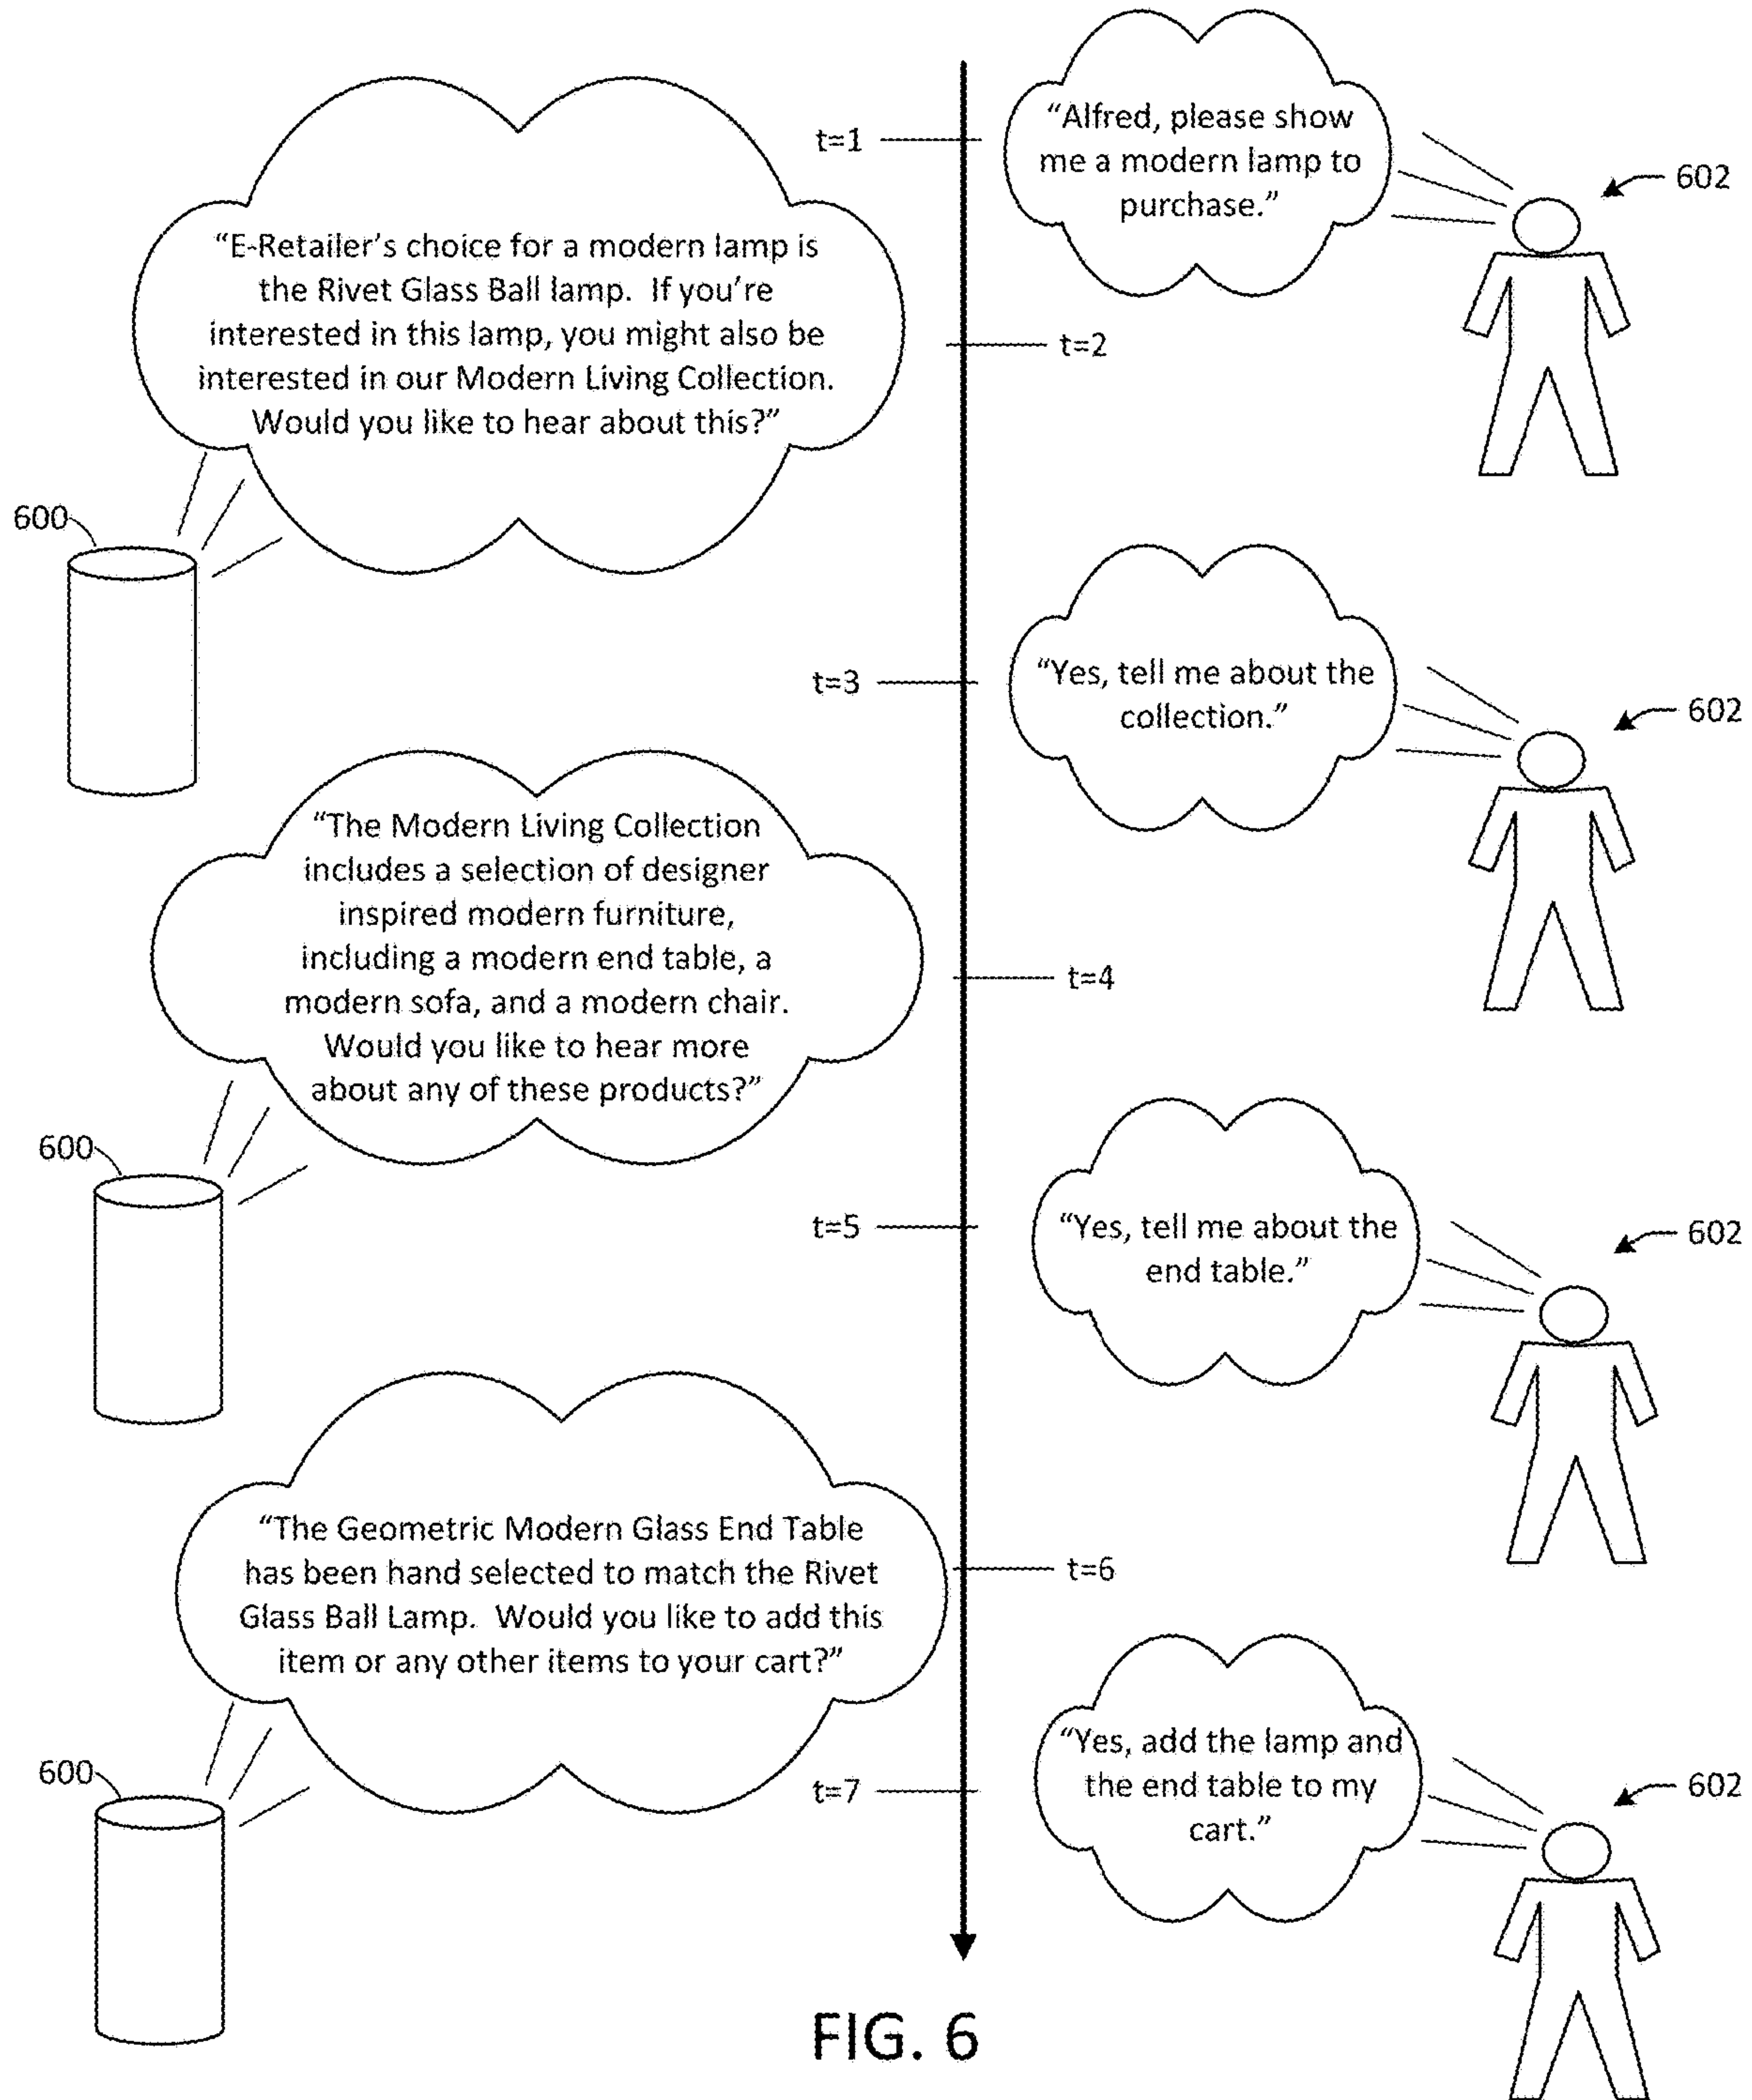 t=1
“Alfred, please show
me a modern lamp to
purchase.”
602
“E-Retailer’s choice for a modern lamp is
the Rivet Glass Ball lamp.  If you’re
interested in this lamp, you might also be
interested in our Modern Living Collection.
Would you like to hear about this?”
t=2
600
t=3
“Yes, tell me about the
collection.”
602
“The Modern Living Collection
includes a selection of designer
inspired modern furniture,
including a modern end table, a
modern sofa, and a modern chair.
Would you like to hear more
about any of these products?”
t=4
600
t=5
“Yes, tell me about the
end table.”
602
“The Geometric Modern Glass End Table
has been hand selected to match the Rivet
Glass Ball Lamp.  Would you like to add this
item or any other items to your cart?”
t=6
600
t=7
“Yes, add the lamp and
the end table to my
cart.”
602
FIG. 6